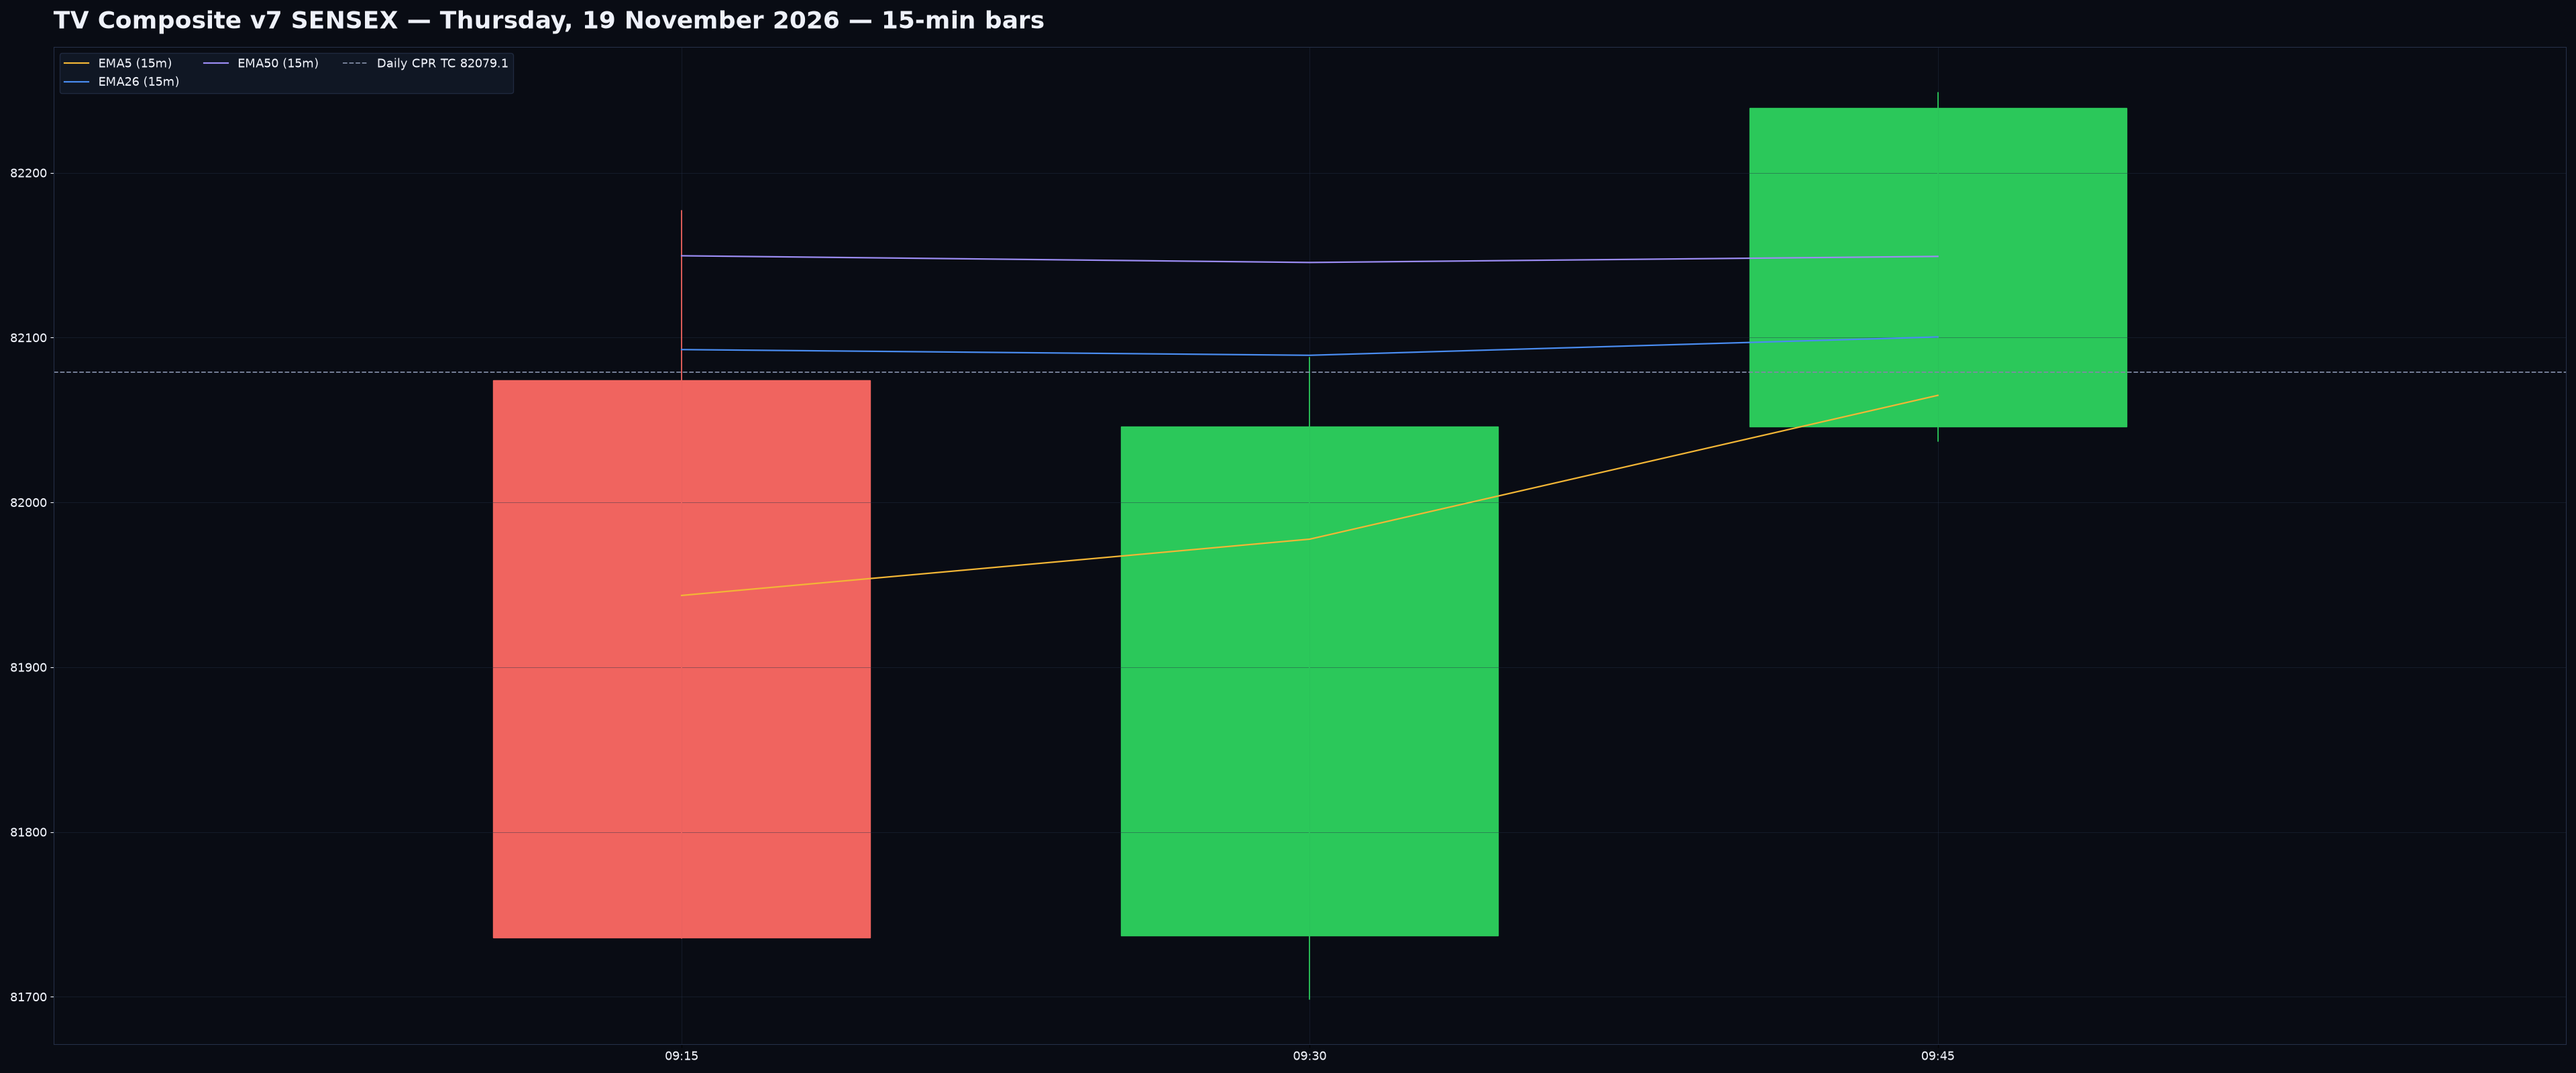 TV Composite v7 SENSEX — Thursday, 19 November 2026 — 15-min bars
EMA5 (15m) EMA50 (15m) Daily CPR TC 82079.1
EMA26 (15m)
82200
82100
82000
81900
81800
81700
09:15 09:30 09:45